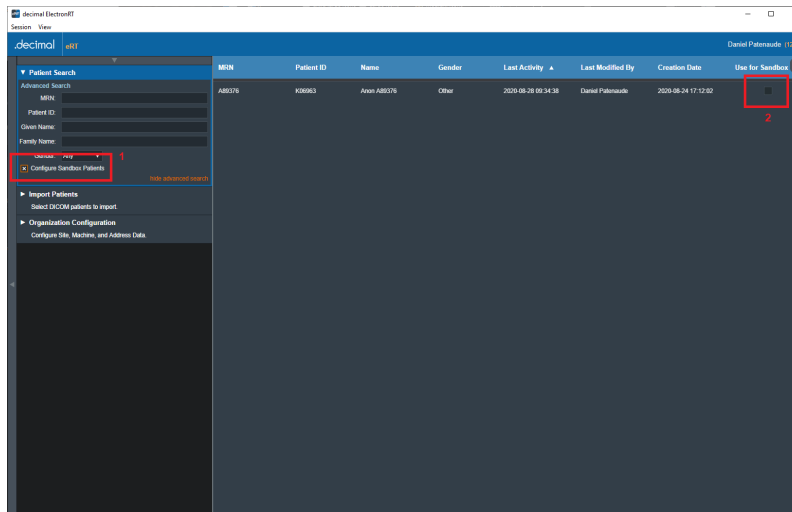 decimal ElectronRT
Session View
.decimal eRT
Daniel Patenaude (12
Patient Search
Advanced Search
MRN:
Patient ID:
Given Name:
Family Name:
Gender: Any
1
Configure Sandbox Patients
hide advanced search
Import Patients
Select DICOM patients to import.
Organization Configuration
Configure Site, Machine, and Address Data.
MRN Patient ID Name Gender Last Activity ▲ Last Modified By Creation Date Use for Sandbox
A89376 K06963 Anon A89376 Other 2020-08-28 09:34:38 Daniel Patenaude 2020-08-24 17:12:02
2